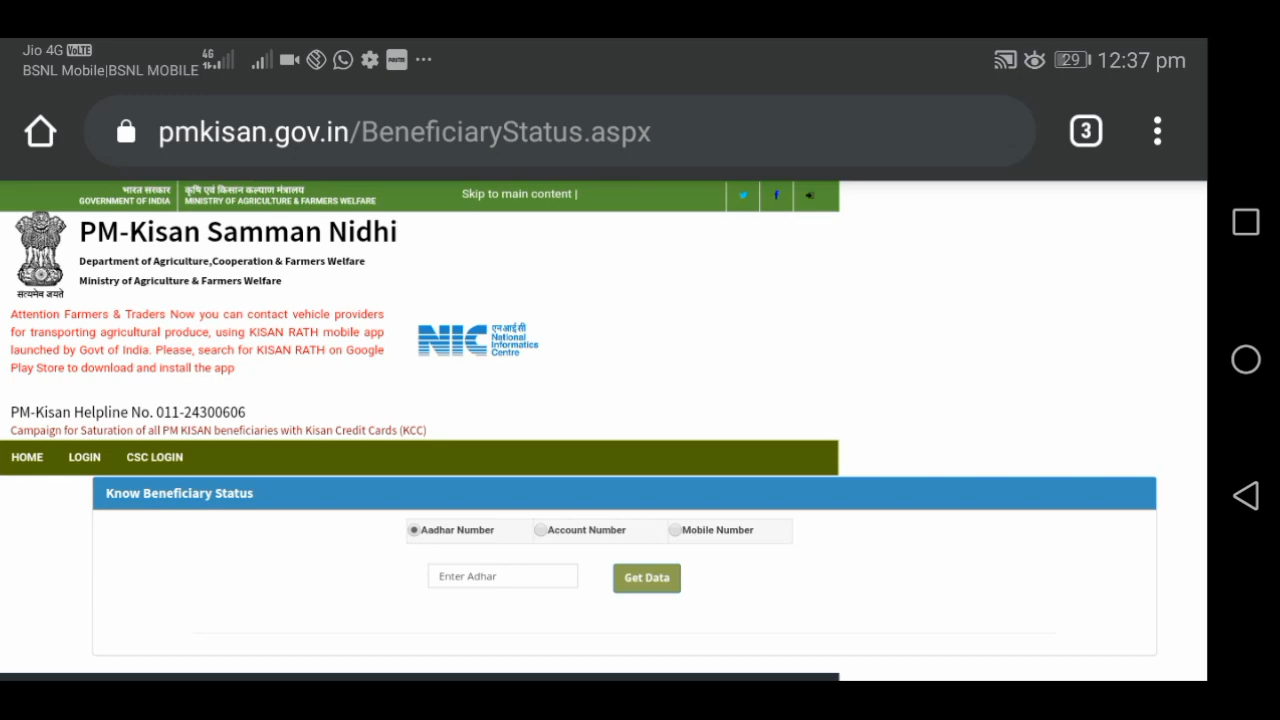 Jio 4G VoLTE
BSNL Mobile|BSNL MOBILE
4G
29
12:37 pm
pmkisan.gov.in/BeneficiaryStatus.aspx
3
भारत सरकार
GOVERNMENT OF INDIA
कृषि एवं किसान कल्याण मंत्रालय
MINISTRY OF AGRICULTURE & FARMERS WELFARE
Skip to main content |
PM-Kisan Samman Nidhi
Department of Agriculture,Cooperation & Farmers Welfare
Ministry of Agriculture & Farmers Welfare
सत्यमेव जयते
Attention Farmers & Traders Now you can contact vehicle providers
for transporting agricultural produce, using KISAN RATH mobile app
launched by Govt of India. Please, search for KISAN RATH on Google
Play Store to download and install the app
NIC
एन आई सी
National
Informatics
Centre
PM-Kisan Helpline No. 011-24300606
Campaign for Saturation of all PM KISAN beneficiaries with Kisan Credit Cards (KCC)
HOME LOGIN CSC LOGIN
Know Beneficiary Status
Aadhar Number Account Number Mobile Number
Enter Adhar Get Data